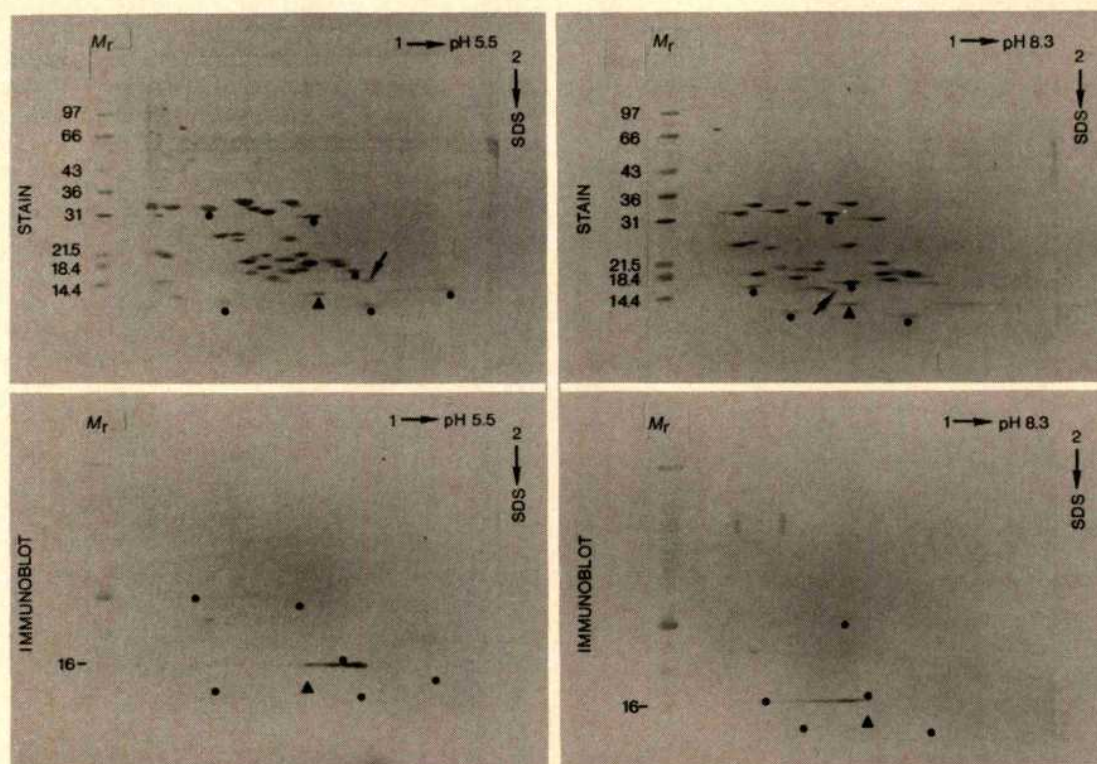 Mr
1 → pH 5.5
2
→ SDS
97
66
43
36
31
21.5
18.4
14.4
STAIN
Mr
1 → pH 8.3
2
→ SDS
97
66
43
36
31
21.5
18.4
14.4
STAIN
Mr
1 → pH 5.5
2
→ SDS
16-
IMMUNOBLOT
Mr
1 → pH 8.3
2
→ SDS
16-
IMMUNOBLOT